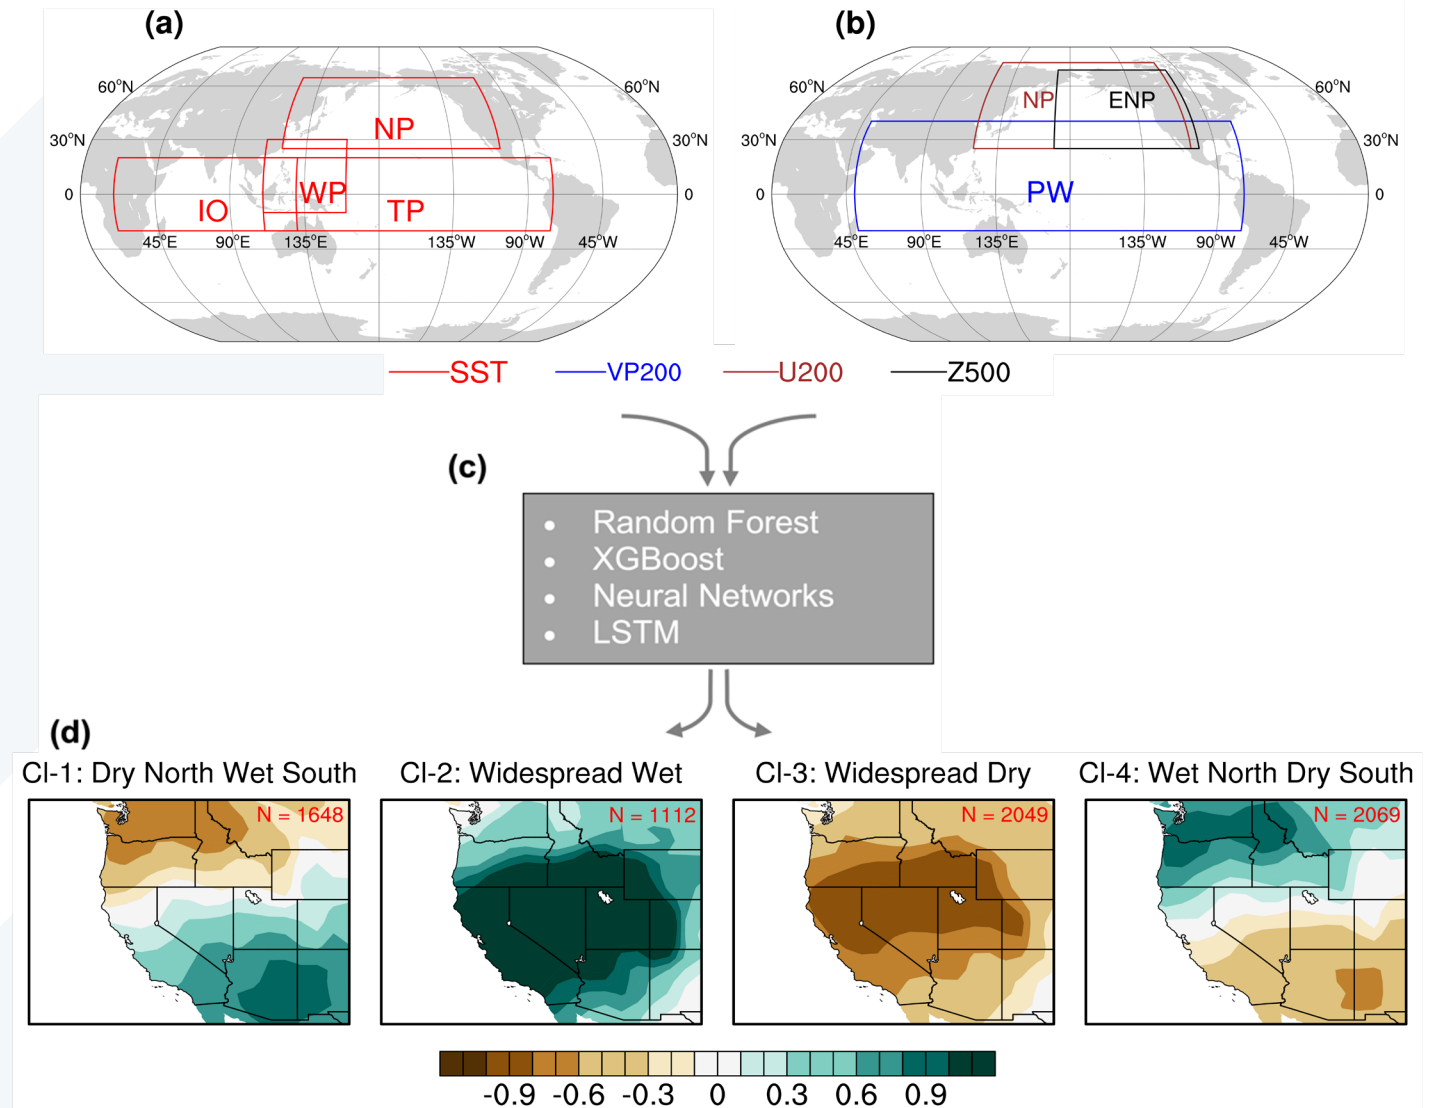 (a)
(b)
60°N
60°N
60°N
60°N
NP
NP
ENP
30°N
30°N
30°N
30°N
0
IO
WP
TP
0
0
PW
0
45°E
90°E
135°E
135°W
90°W
45°W
45°E
90°E
135°E
135°W
90°W
45°W
SST
VP200
U200
Z500
(c)
• Random Forest
• XGBoost
• Neural Networks
• LSTM
(d)
Cl-1: Dry North Wet South
Cl-2: Widespread Wet
Cl-3: Widespread Dry
Cl-4: Wet North Dry South
N = 1648
N = 1112
N = 2049
N = 2069
-0.9 -0.6 -0.3 0 0.3 0.6 0.9